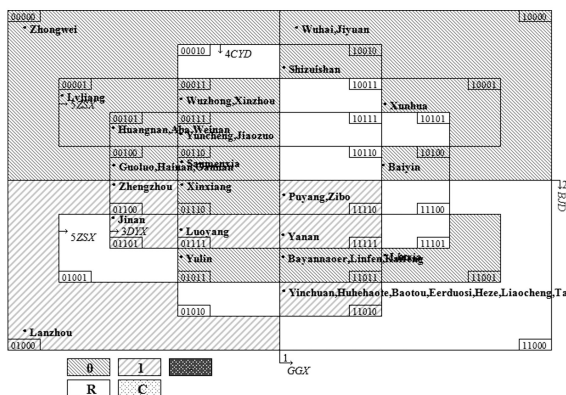 00000 10000
Zhongwei Wuhai,Jiyuan
00010 4CYD 10010
Shizuishan
00001 00011 10011 10001
Lvliang
5ZSX Wuzhong,Xinzhou Xunhua
00101 00111 10111 10101
Huangnan,Aba,Weinan
Yuncheng,Jiaozuo
00100 00110 10110 10100
Sanmenxia
Guoluo,Hainan,Gannan Baiyin
Zhengzhou Xinxiang
Puyang,Zibo 1 2BJD
01100 01110 11110 11100
Jinan
5ZSX 3DYX Luoyang Yanan
01101 01111 11111 11101
Yulin Bayannaoer,Linfen,
01001 01011 11011 11001
Yinchuan,Huhehaote,Baotou,Eerduosi,Heze,Liaocheng,Ta
01010 11010
Lanzhou
01000 11000
1
GGX
0 1 -
R C